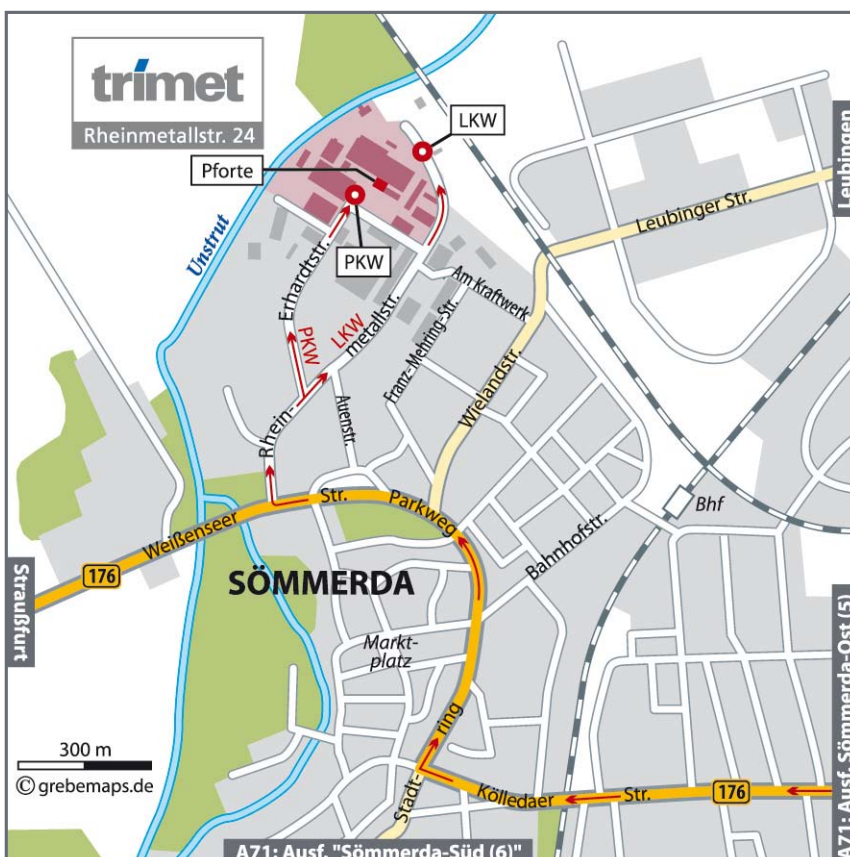 trimet
Rheinmetallstr. 24
LKW
Pforte
PKW
Leubingen
Leubinger Str.
Unstrut
Erhardtstr.
Am Kraftwerk
PKW
LKW
Rhein-
metallstr.
Franz-Mehring-Str.
Auenstr.
Wielandstr.
Weißenseer
Str.
Parkweg
Bhf
Bahnhofstr.
176
SÖMMERDA
Straußfurt
Markt-
platz
Stadt-
ring
300 m
© grebemaps.de
Kölledaer
Str.
176
A71: Ausf. Sömmerda-Ost (5)
A71: Ausf. "Sömmerda-Süd (6)"